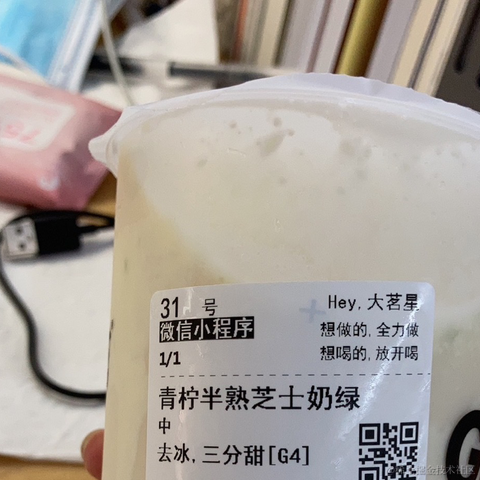 31 号
Hey,大茗星
微信小程序
想做的,全力做
1/1
想喝的,放开喝
青柠半熟芝士奶绿
中
去冰,三分甜[G4]